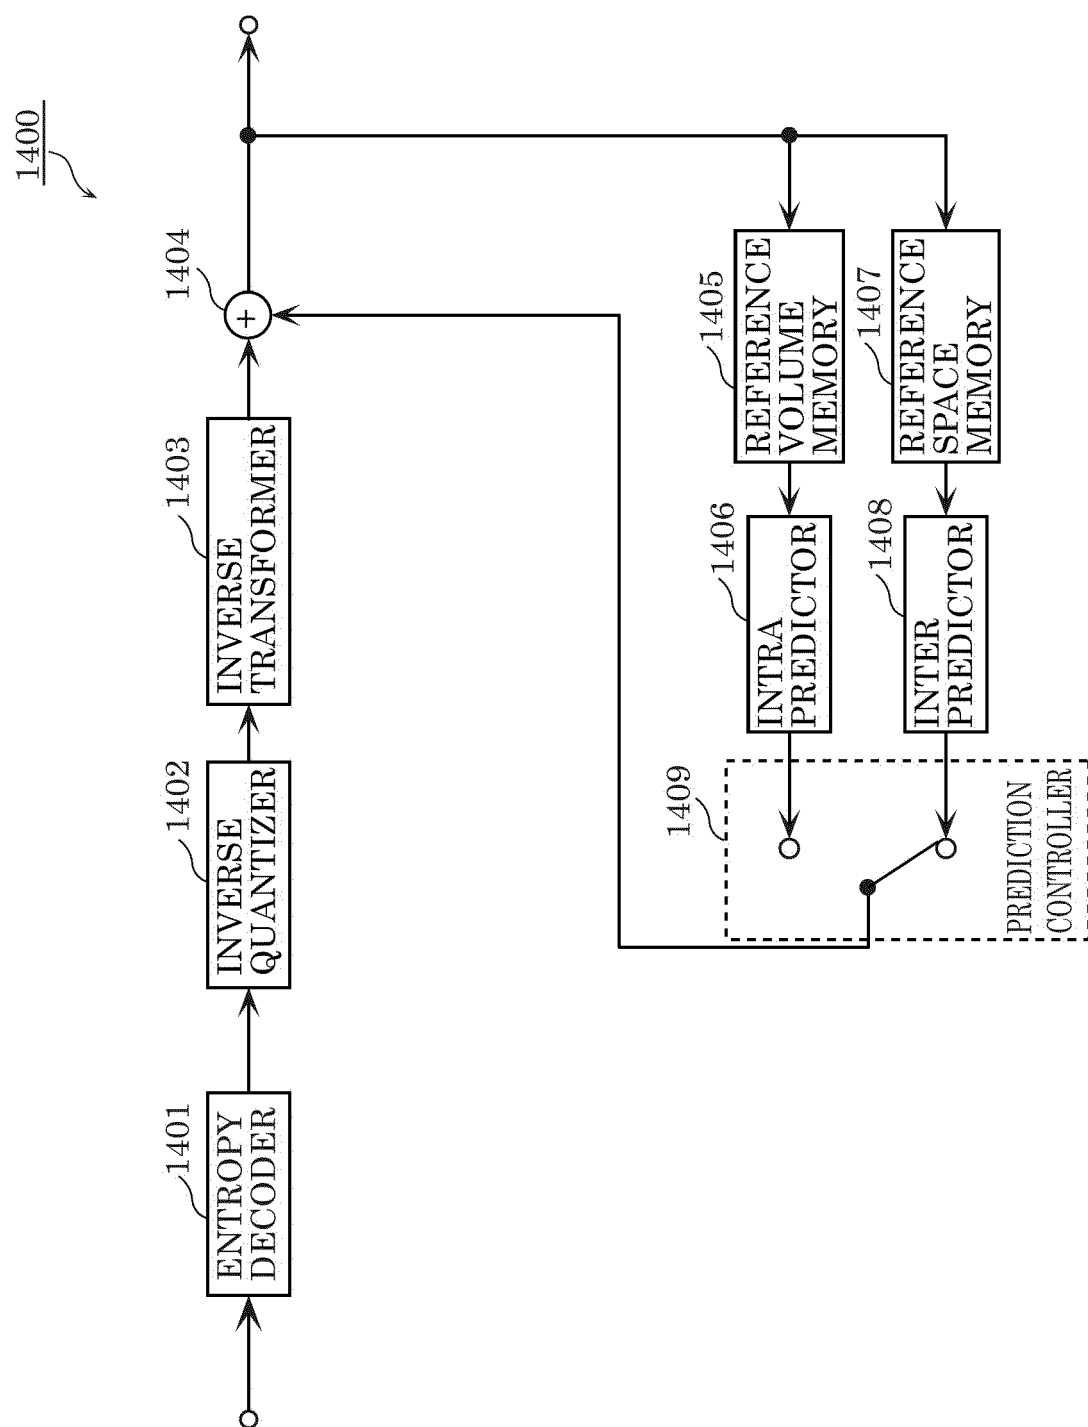 1400
1401
ENTROPY
DECODER
1402
INVERSE
QUANTIZER
1403
INVERSE
TRANSFORMER
1404
+
1405
REFERENCE
VOLUME
MEMORY
1406
INTRA
PREDICTOR
1407
REFERENCE
SPACE
MEMORY
1408
INTER
PREDICTOR
1409
PREDICTION
CONTROLLER